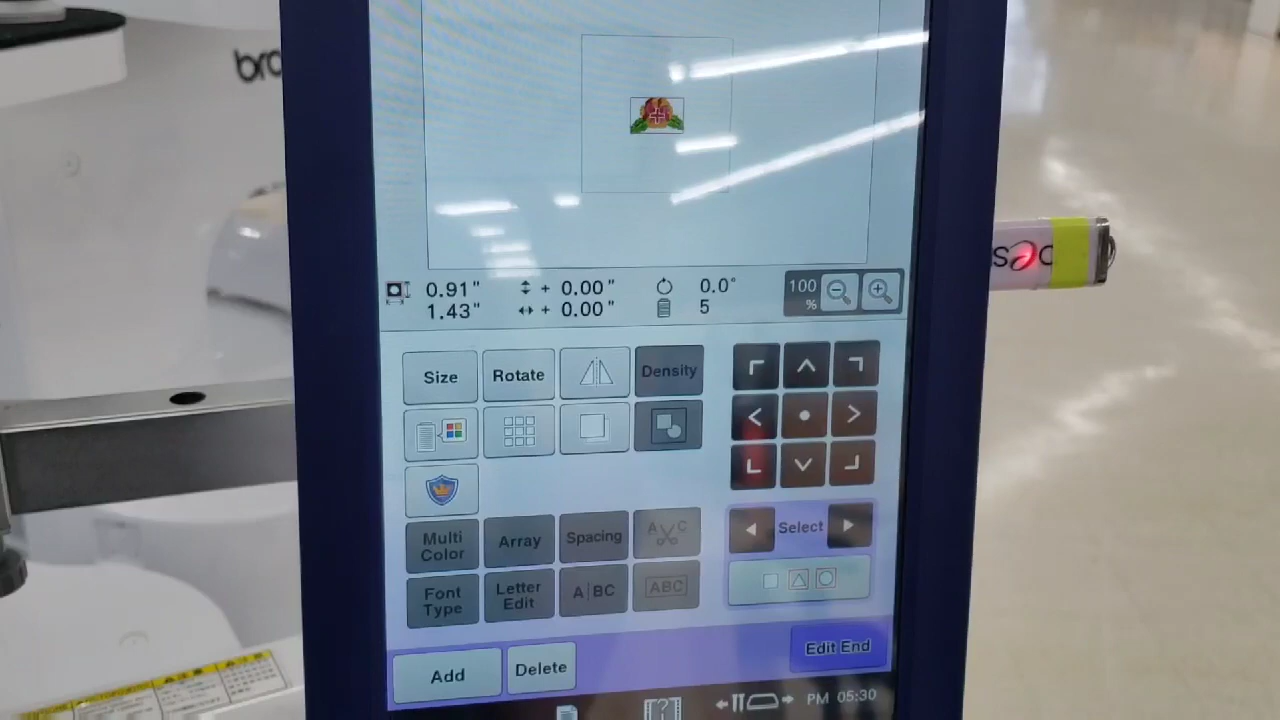 bro
0.91" + 0.00" 0.0° 100
1.43" + 0.00" 5 %
Size Rotate Density
Multi Color Array Spacing A C
Font Type Letter Edit A|BC ABC
Select
Edit End
Add Delete
PM 05:30